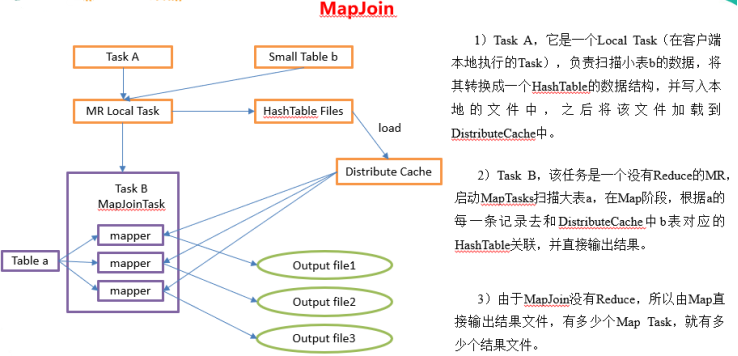 MapJoin
Task A
Small Table b
MR Local Task
HashTable Files
load
Distribute Cache
Task B
MapJoinTask
mapper
mapper
mapper
Table a
Output file1
Output file2
Output file3
1）Task A，它是一个Local Task（在客户端
本地执行的Task），负责扫描小表b的数据，将
其转换成一个HashTable的数据结构，并写入本
地的文件中，之后将该文件加载到
DistributeCache中。
2）Task B，该任务是一个没有Reduce的MR，
启动MapTasks扫描大表a，在Map阶段，根据a的
每一条记录去和DistributeCache中b表对应的
HashTable关联，并直接输出结果。
3）由于MapJoin没有Reduce，所以由Map直
接输出结果文件，有多少个Map Task，就有多
少个结果文件。